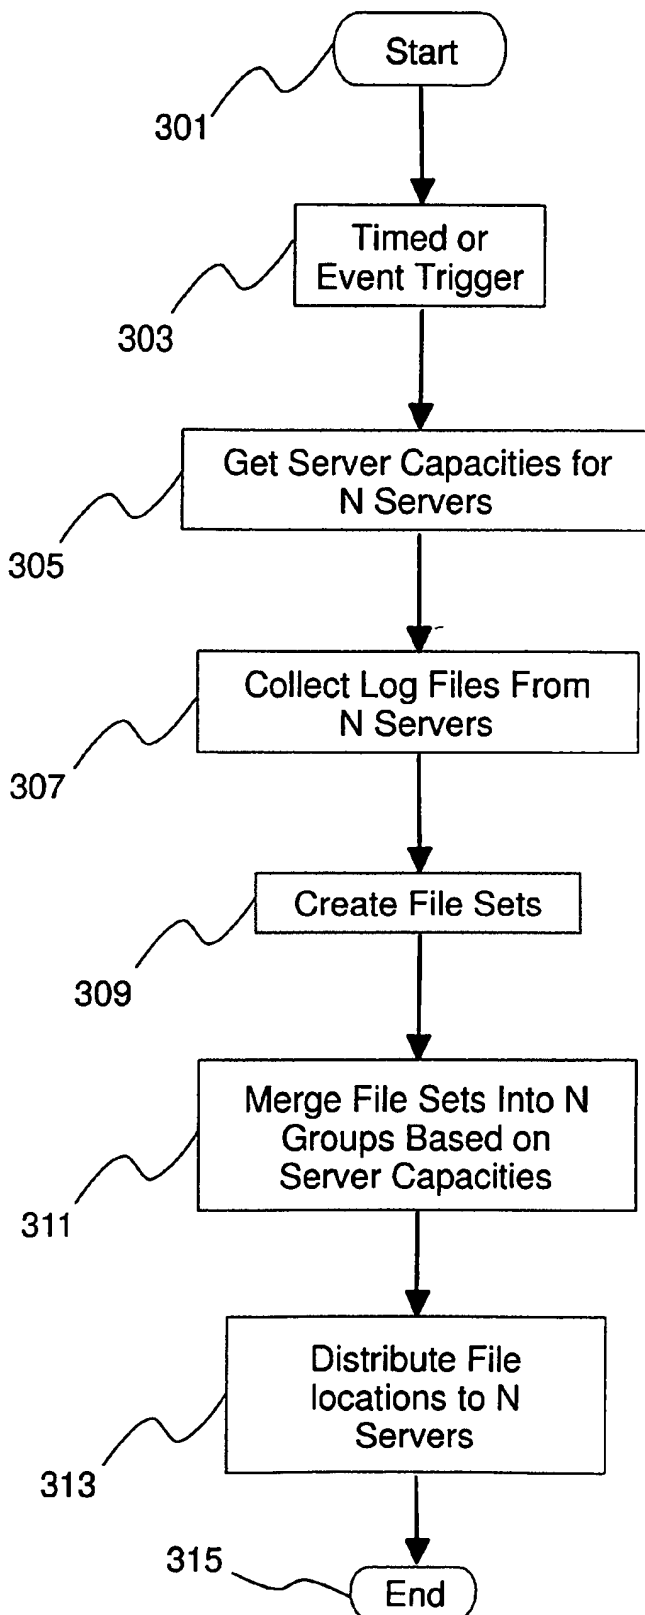 Start
301
Timed or
Event Trigger
303
Get Server Capacities for
N Servers
305
Collect Log Files From
N Servers
307
Create File Sets
309
Merge File Sets Into N
Groups Based on
Server Capacities
311
Distribute File
locations to N
Servers
313
315
End